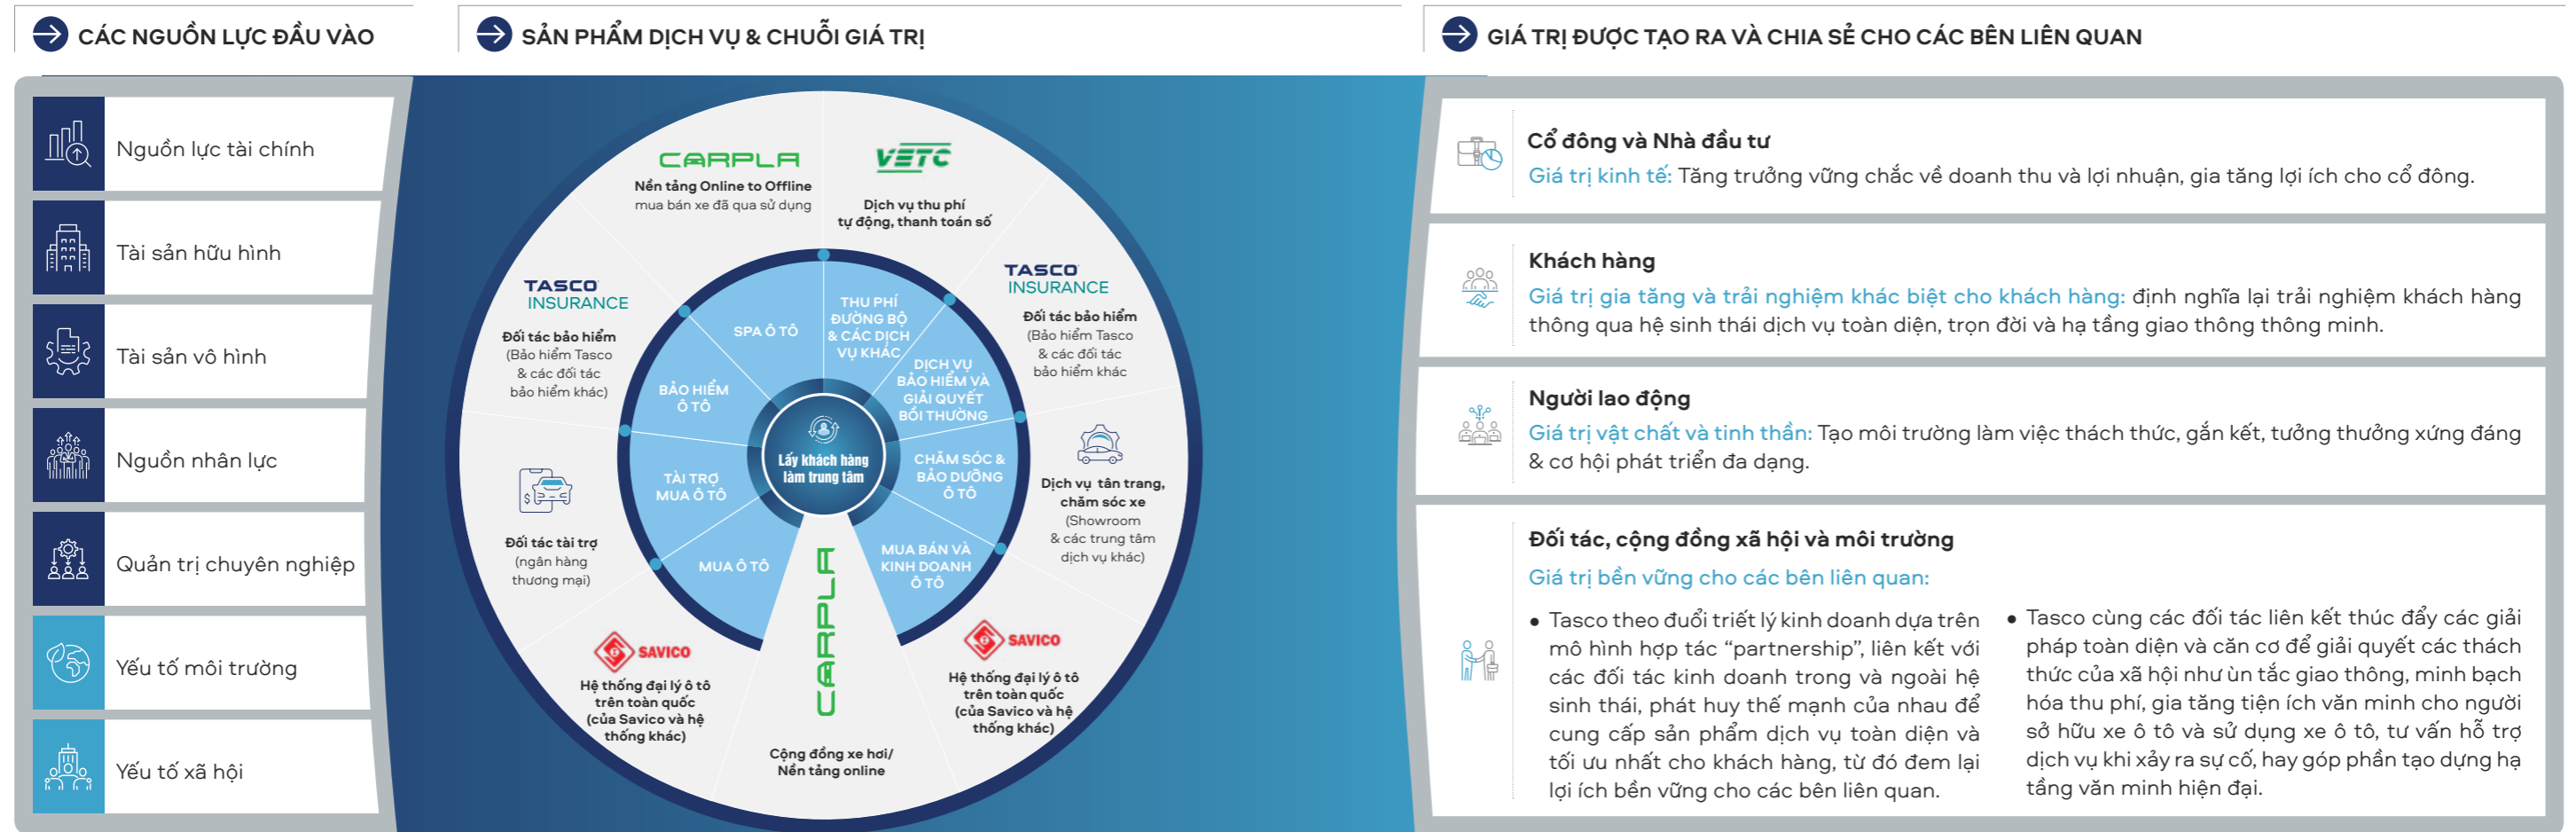 CÁC NGUỒN LỰC ĐẦU VÀO
Nguồn lực tài chính
Tài sản hữu hình
Tài sản vô hình
Nguồn nhân lực
Quản trị chuyên nghiệp
Yếu tố môi trường
Yếu tố xã hội
SẢN PHẨM DỊCH VỤ & CHUỖI GIÁ TRỊ
CARPLA
Nền tảng Online to Offline
mua bán xe đã qua sử dụng
VETC
Dịch vụ thu phí
tự động, thanh toán số
TASCO
INSURANCE
Đối tác bảo hiểm
(Bảo hiểm Tasco
& các đối tác
bảo hiểm khác)
TASCO
INSURANCE
Đối tác bảo hiểm
(Bảo hiểm Tasco
& các đối tác
bảo hiểm khác
Đối tác tài trợ
(ngân hàng
thương mại)
Dịch vụ tân trang,
chăm sóc xe
(Showroom
& các trung tâm
dịch vụ khác)
SAVICO
Hệ thống đại lý ô tô
trên toàn quốc
(của Savico và hệ
thống khác)
CARPLA
Cộng đồng xe hơi/
Nền tảng online
SAVICO
Hệ thống đại lý ô tô
trên toàn quốc
(của Savico và hệ
thống khác)
SPA Ô TÔ
THU PHÍ
ĐƯỜNG BỘ
& CÁC DỊCH
VỤ KHÁC
DỊCH VỤ
BẢO HIỂM VÀ
GIẢI QUYẾT
BỒI THƯỜNG
BẢO HIỂM
Ô TÔ
TÀI TRỢ
MUA Ô TÔ
CHĂM SÓC &
BẢO DƯỠNG
Ô TÔ
MUA Ô TÔ
MUA BÁN VÀ
KINH DOANH
Ô TÔ
Lấy khách hàng
làm trung tâm
GIÁ TRỊ ĐƯỢC TẠO RA VÀ CHIA SẺ CHO CÁC BÊN LIÊN QUAN
Cổ đông và Nhà đầu tư
Giá trị kinh tế: Tăng trưởng vững chắc về doanh thu và lợi nhuận, gia tăng lợi ích cho cổ đông.
Khách hàng
Giá trị gia tăng và trải nghiệm khác biệt cho khách hàng: định nghĩa lại trải nghiệm khách hàng
thông qua hệ sinh thái dịch vụ toàn diện, trọn đời và hạ tầng giao thông thông minh.
Người lao động
Giá trị vật chất và tinh thần: Tạo môi trường làm việc thách thức, gắn kết, tưởng thưởng xứng đáng
& cơ hội phát triển đa dạng.
Đối tác, cộng đồng xã hội và môi trường
Giá trị bền vững cho các bên liên quan:
• Tasco theo đuổi triết lý kinh doanh dựa trên
mô hình hợp tác “partnership”, liên kết với
các đối tác kinh doanh trong và ngoài hệ
sinh thái, phát huy thế mạnh của nhau để
cung cấp sản phẩm dịch vụ toàn diện và
tối ưu nhất cho khách hàng, từ đó đem lại
lợi ích bền vững cho các bên liên quan.
• Tasco cùng các đối tác liên kết thúc đẩy các giải
pháp toàn diện và căn cơ để giải quyết các thách
thức của xã hội như ùn tắc giao thông, minh bạch
hóa thu phí, gia tăng tiện ích văn minh cho người
sở hữu xe ô tô và sử dụng xe ô tô, tư vấn hỗ trợ
dịch vụ khi xảy ra sự cố, hay góp phần tạo dựng hạ
tầng văn minh hiện đại.